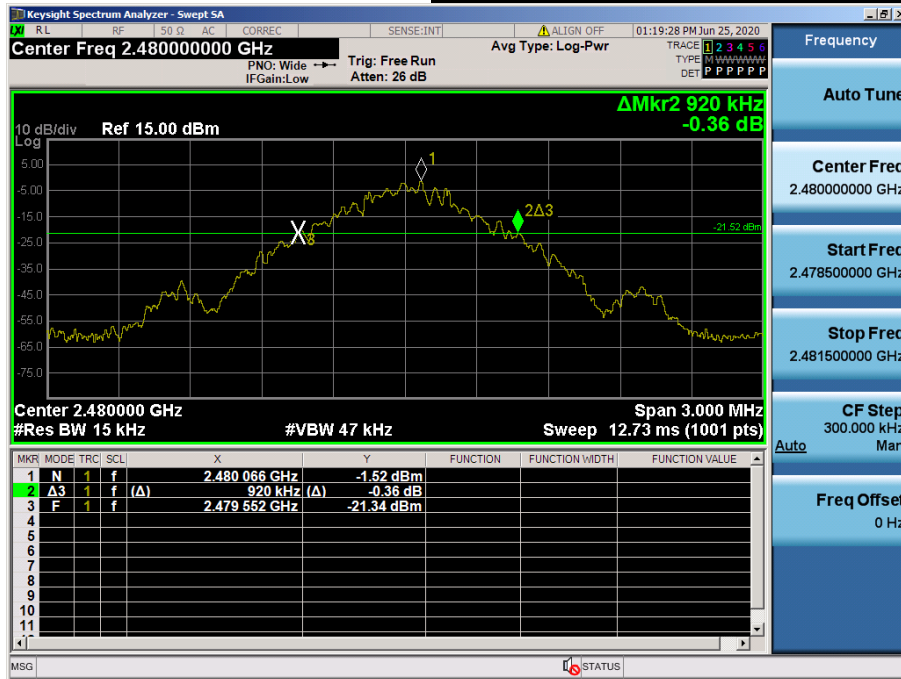 Keysight Spectrum Analyzer - Swept SA
LXI RL RF 50 Ω AC CORREC SENSE:INT ALIGN OFF 01:19:28 PM Jun 25, 2020
Center Freq 2.480000000 GHz
PNO: Wide
IFGain:Low
Trig: Free Run
Atten: 26 dB
Avg Type: Log-Pwr
TRACE 1 2 3 4 5 6
TYPE M WWWWW
DET P P P P P P
ΔMkr2 920 kHz
-0.36 dB
10 dB/div Ref 15.00 dBm
Log
5.00
-5.00
-15.0
-25.0
-35.0
-45.0
-55.0
-65.0
-75.0
1
2Δ3
3
-21.52 dBm
Center 2.480000 GHz Span 3.000 MHz
#Res BW 15 kHz #VBW 47 kHz Sweep 12.73 ms (1001 pts)
MKR MODE TRC SCL X Y FUNCTION FUNCTION WIDTH FUNCTION VALUE
1 N 1 f 2.480 066 GHz -1.52 dBm
2 Δ3 1 f (Δ) 920 kHz (Δ) -0.36 dB
3 F 1 f 2.479 552 GHz -21.34 dBm
4
5
6
7
8
9
10
11
MSG STATUS
Frequency
Auto Tune
Center Freq
2.480000000 GHz
Start Freq
2.478500000 GHz
Stop Freq
2.481500000 GHz
CF Step
300.000 kHz
Auto Man
Freq Offset
0 Hz